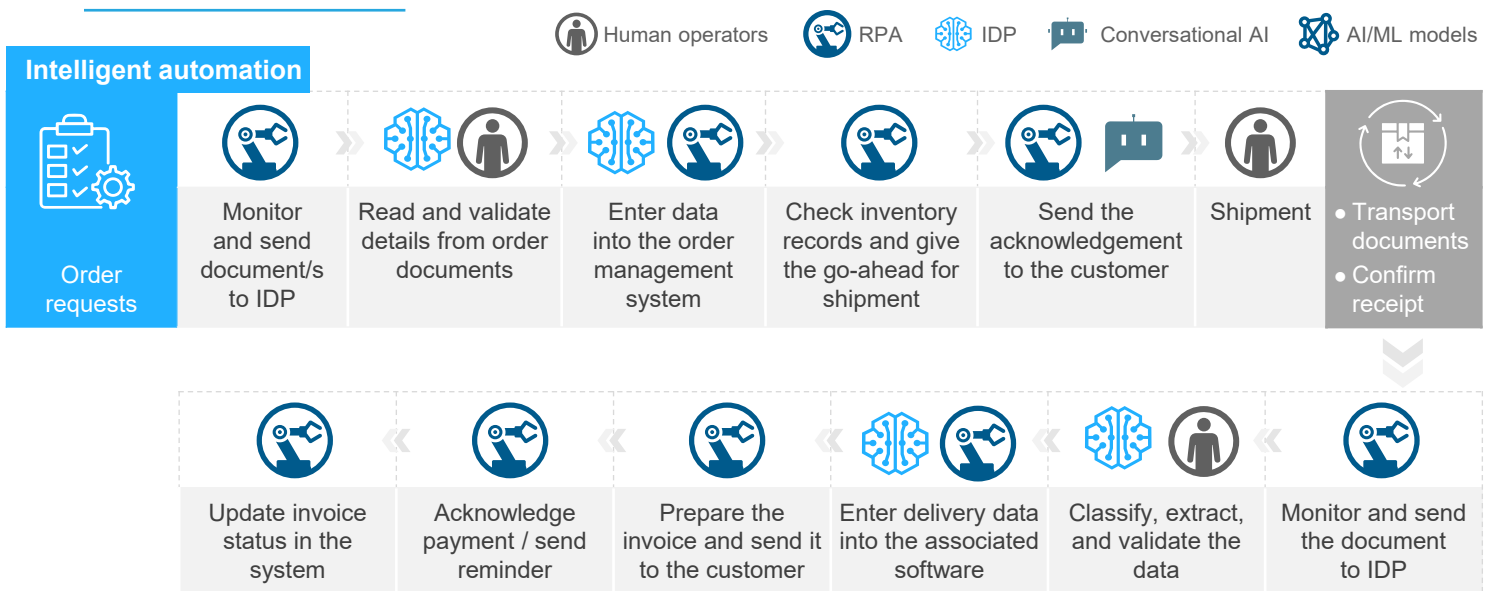 Human operators
RPA
IDP
Conversational AI
AI/ML models
Intelligent automation
Order
requests
Monitor
and send
document/s
to IDP
Read and validate
details from order
documents
Enter data
into the order
management
system
Check inventory
records and give
the go-ahead for
shipment
Send the
acknowledgement
to the customer
Shipment
● Transport
documents
● Confirm
receipt
Update invoice
status in the
system
Acknowledge
payment / send
reminder
Prepare the
invoice and send it
to the customer
Enter delivery data
into the associated
software
Classify, extract,
and validate the
data
Monitor and send
the document
to IDP